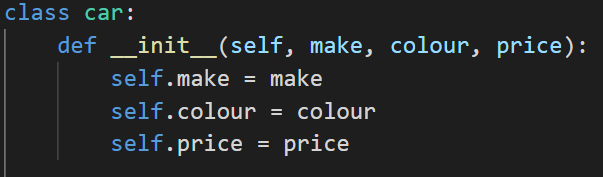 class car:
    def __init__(self, make, colour, price):
        self.make = make
        self.colour = colour
        self.price = price